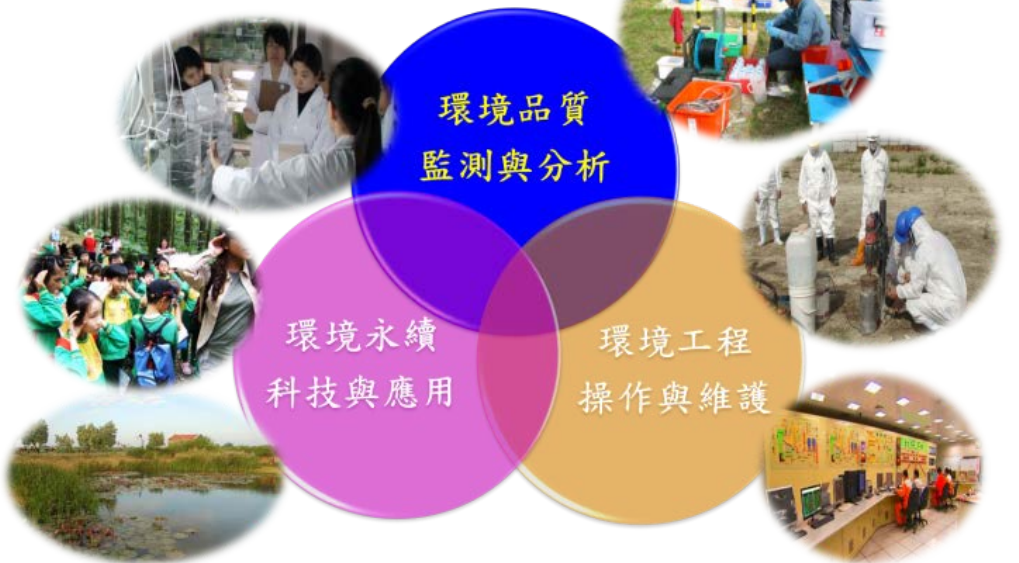 環境品質
監測與分析
環境永續
科技與應用
環境工程
操作與維護